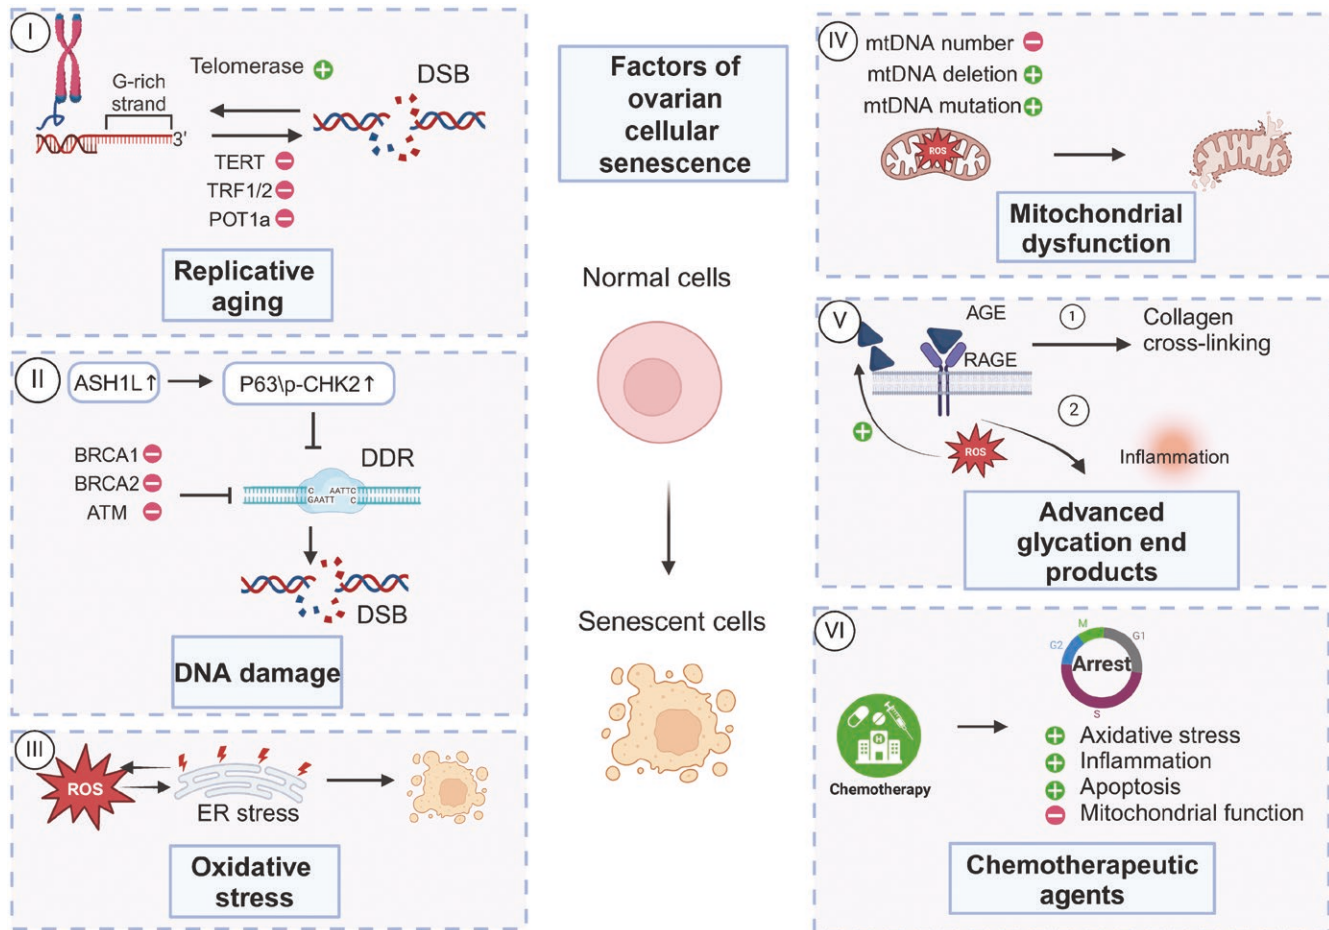 I
G-rich
strand
3'
Telomerase
DSB
TERT
TRF1/2
POT1a
Replicative
aging
II
ASH1L↑
P63\p-CHK2↑
BRCA1
BRCA2
ATM
DDR
C AATTC
GAATT C
DSB
DNA damage
III
ROS
ER stress
Oxidative
stress
Factors of
ovarian
cellular
senescence
Normal cells
Senescent cells
IV
mtDNA number
mtDNA deletion
mtDNA mutation
ROS
Mitochondrial
dysfunction
V
AGE
RAGE
1
Collagen
cross-linking
2
ROS
Inflammation
Advanced
glycation end
products
VI
M
G1
G2
Arrest
S
H
Chemotherapy
Axidative stress
Inflammation
Apoptosis
Mitochondrial function
Chemotherapeutic
agents